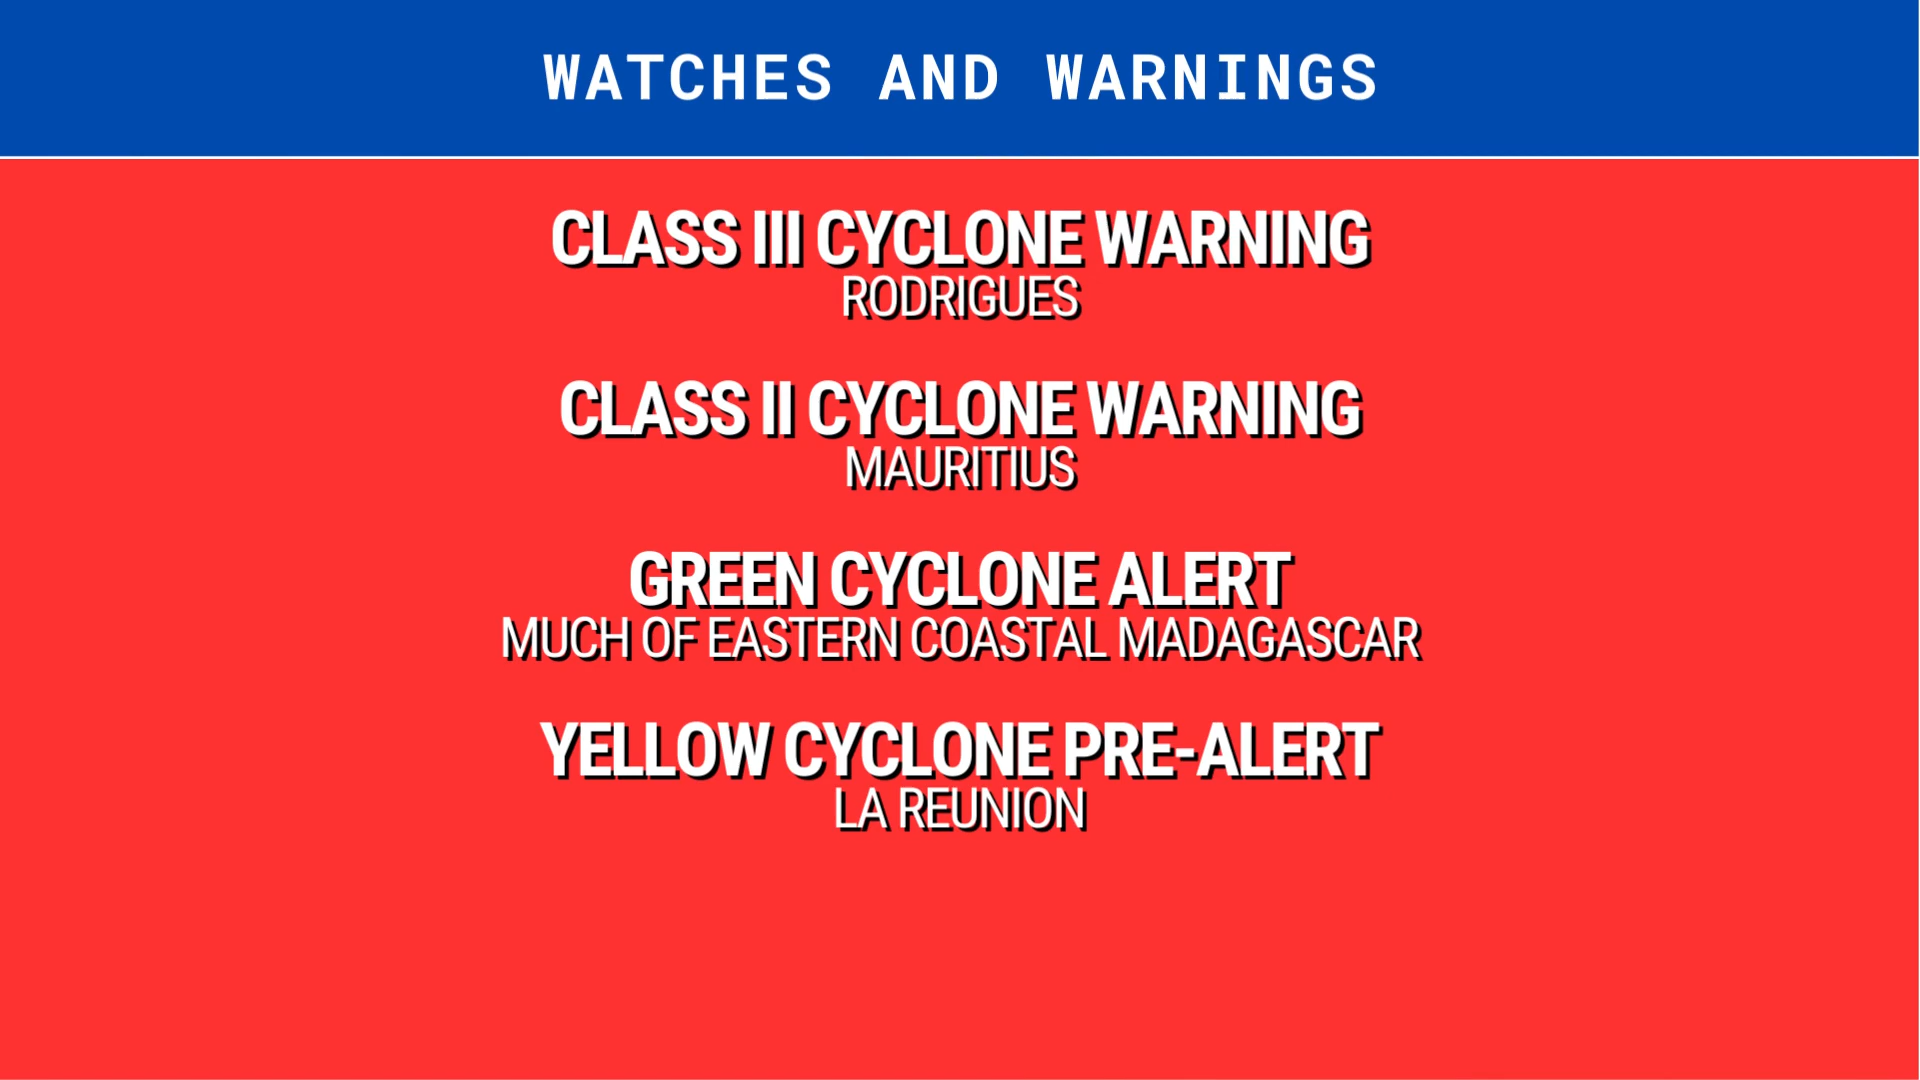 WATCHES AND WARNINGS
CLASS III CYCLONE WARNING
RODRIGUES
CLASS II CYCLONE WARNING
MAURITIUS
GREEN CYCLONE ALERT
MUCH OF EASTERN COASTAL MADAGASCAR
YELLOW CYCLONE PRE-ALERT
LA REUNION